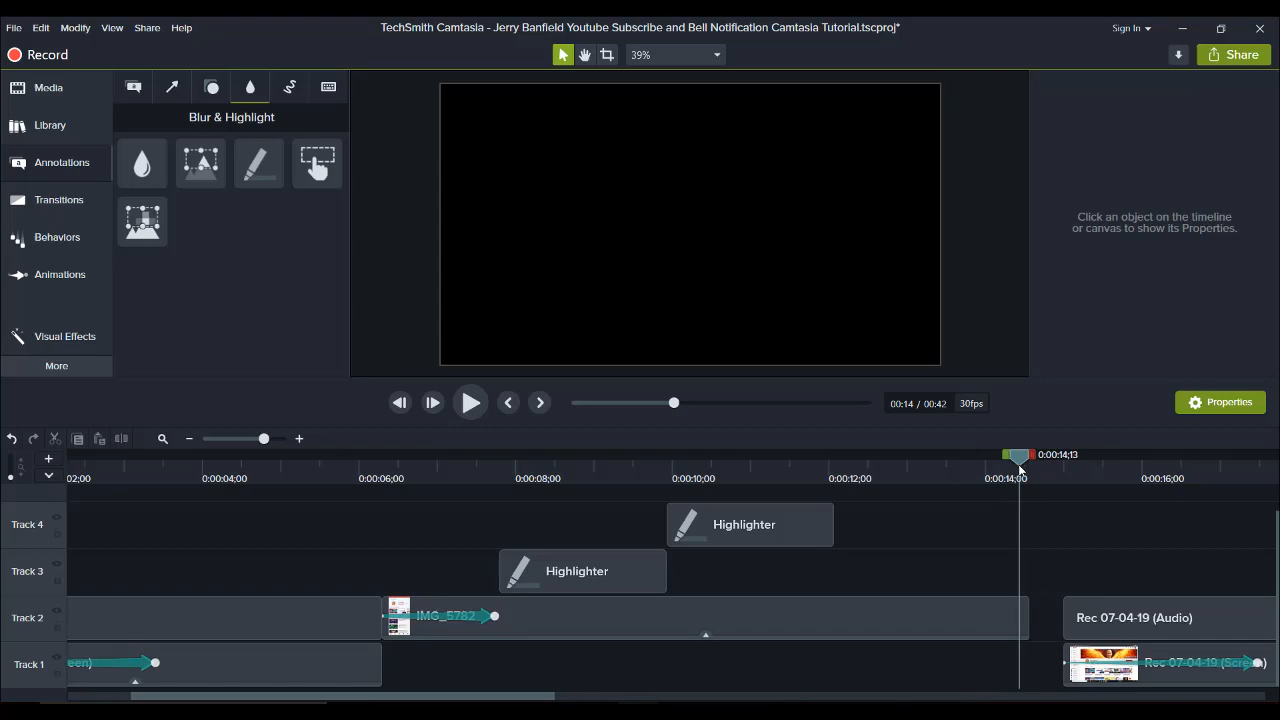 File Edit Modify View Share Help
TechSmith Camtasia - Jerry Banfield Youtube Subscribe and Bell Notification Camtasia Tutorial.tscproj*
Sign In
Record
39%
Share
Media
Library
Annotations
Transitions
Behaviors
Animations
Visual Effects
More
Blur & Highlight
Click an object on the timeline
or canvas to show its Properties.
00:14 / 00:42
30fps
Properties
0:00:14;13
02;00 0:00:04;00 0:00:06;00 0:00:08;00 0:00:10;00 0:00:12;00 0:00:14;00 0:00:16;00
Track 4
Highlighter
Track 3
Highlighter
Track 2
IMG_5782
Rec 07-04-19 (Audio)
Track 1
een)
Rec 07-04-19 (Screen)